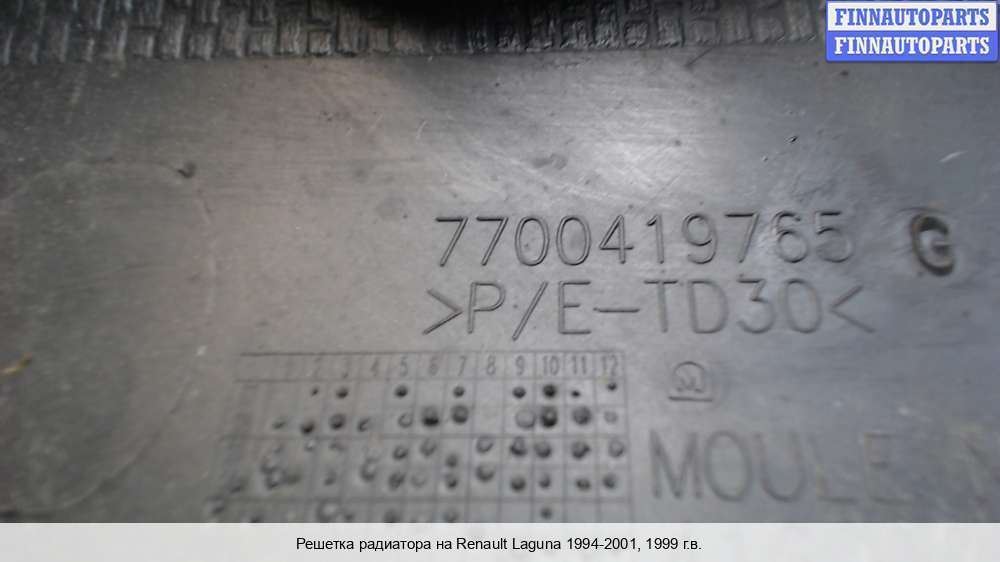 FINNAUTOPARTS
FINNAUTOPARTS
7700419765 G
>P/E-TD30<
1 2 3 4 5 6 7 8 9 10 11 12
M
MOULE
Решетка радиатора на Renault Laguna 1994-2001, 1999 г.в.